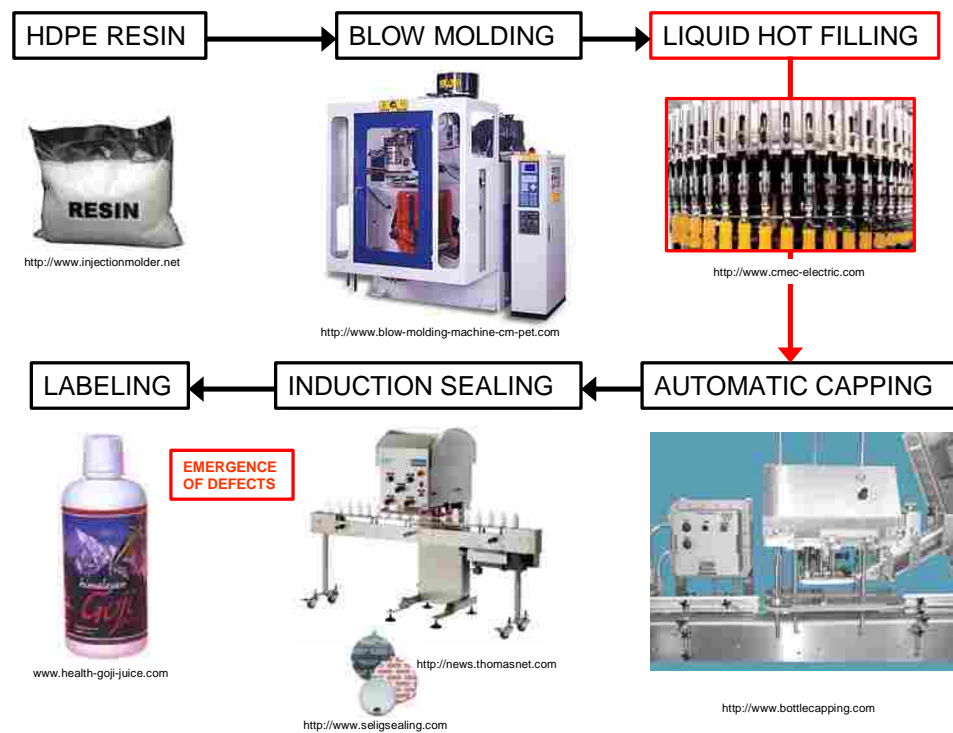 HDPE RESIN
BLOW MOLDING
LIQUID HOT FILLING
RESIN
http://www.injectionmolder.net
http://www.cmec-electric.com
http://www.blow-molding-machine-cm-pet.com
LABELING
INDUCTION SEALING
AUTOMATIC CAPPING
EMERGENCE
OF DEFECTS
Goji
www.health-goji-juice.com
http://news.thomasnet.com
http://www.seligsealing.com
http://www.bottlecapping.com